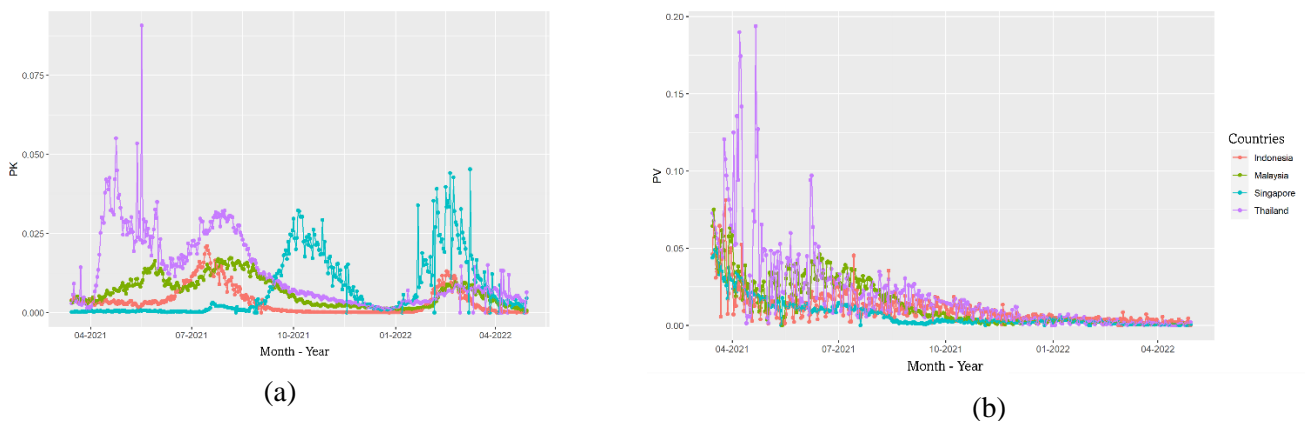 0.075
0.050
0.025
0.000
PK
04-2021 07-2021 10-2021 01-2022 04-2022
Month - Year
(a)
0.20
0.15
0.10
0.05
0.00
PV
04-2021 07-2021 10-2021 01-2022 04-2022
Month - Year
(b)
Countries
Indonesia
Malaysia
Singapore
Thailand